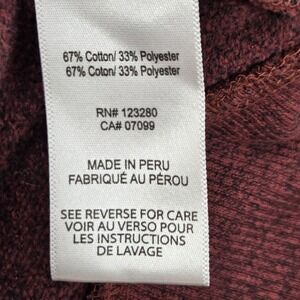 67% Cotton/ 33% Polyester
67% Coton/ 33% Polyester
RN# 123280
CA# 07099
MADE IN PERU
FABRIQUÉ AU PÉROU
SEE REVERSE FOR CARE
VOIR AU VERSO POUR
LES INSTRUCTIONS
DE LAVAGE